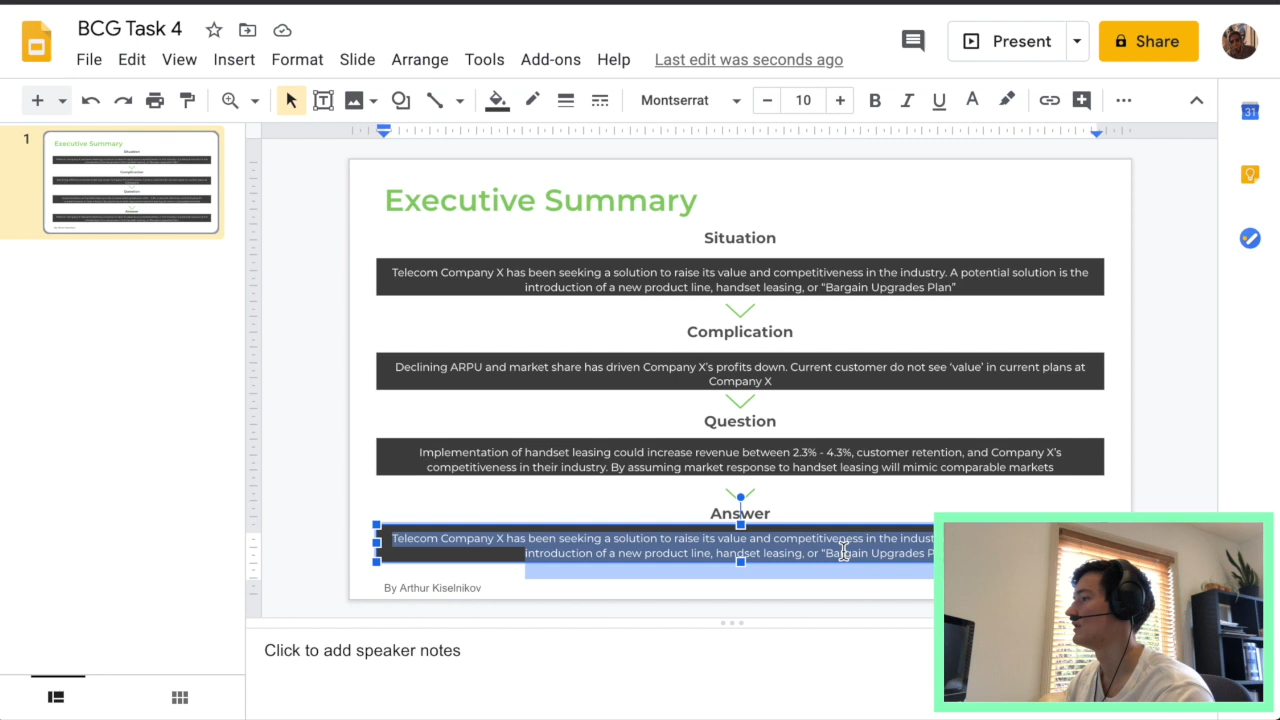 BCG Task 4
File Edit View Insert Format Slide Arrange Tools Add-ons Help Last edit was seconds ago
Present
Share
Montserrat
10
B I U A
31
1
Executive Summary
Situation
Telecom Company X has been seeking a solution to raise its value and competitiveness in the industry. A potential solution is the
introduction of a new product line, handset leasing, or “Bargain Upgrades Plan”
Complication
Declining ARPU and market share has driven Company X’s profits down. Current customer do not see ‘value’ in current plans at
Company X
Question
Implementation of handset leasing could increase revenue between 2.3% - 4.3%, customer retention, and Company X’s
competitiveness in their industry. By assuming market response to handset leasing will mimic comparable markets
Answer
Telecom Company X has been seeking a solution to raise its value and competitiveness in the
introduction of a new product line, handset leasing, or “Bargain Upgrades
By Arthur Kiselnikov
Click to add speaker notes